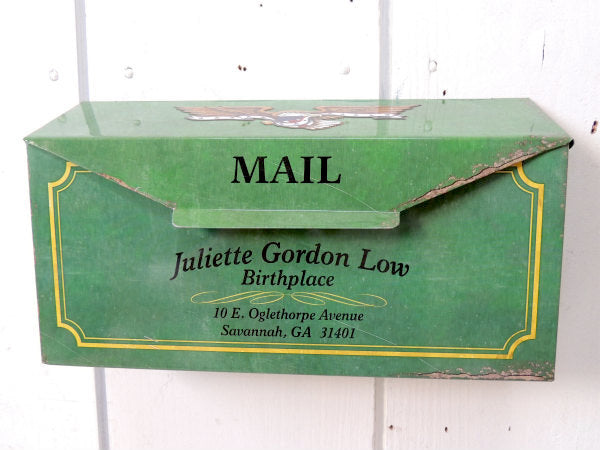 MAIL
Juliette Gordon Low
Birthplace
10 E. Oglethorpe Avenue
Savannah, GA 31401